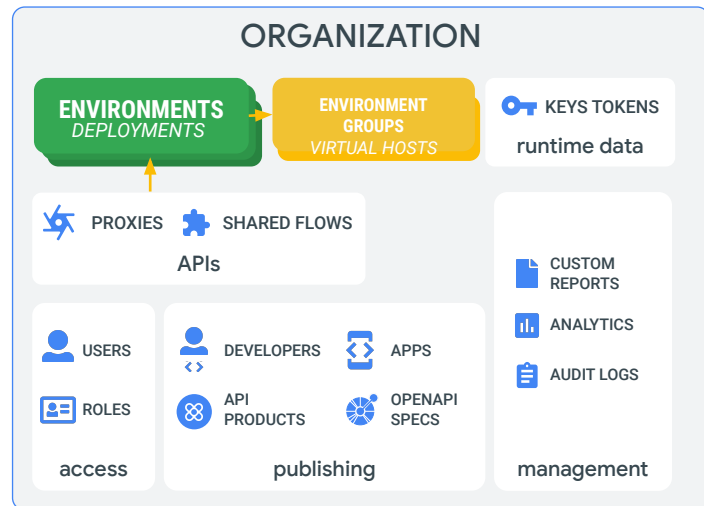 ORGANIZATION
ENVIRONMENTS
DEPLOYMENTS
ENVIRONMENT
GROUPS
VIRTUAL HOSTS
KEYS TOKENS
runtime data
PROXIES
SHARED FLOWS
APIs
CUSTOM
REPORTS
ANALYTICS
AUDIT LOGS
management
USERS
ROLES
access
DEVELOPERS
APPS
API
PRODUCTS
OPENAPI
SPECS
publishing